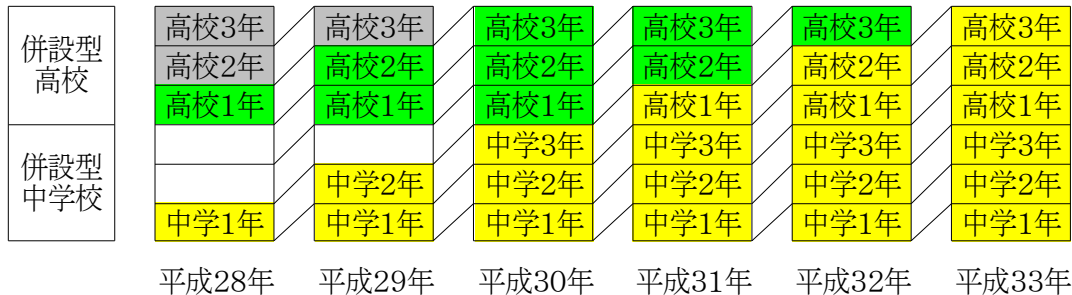 併設型
高校
併設型
中学校
高校3年 高校3年 高校3年 高校3年 高校3年 高校3年
高校2年 高校2年 高校2年 高校2年 高校2年 高校2年
高校1年 高校1年 高校1年 高校1年 高校1年 高校1年
中学3年 中学3年 中学3年 中学3年
中学2年 中学2年 中学2年 中学2年 中学2年
中学1年 中学1年 中学1年 中学1年 中学1年 中学1年
平成28年 平成29年 平成30年 平成31年 平成32年 平成33年